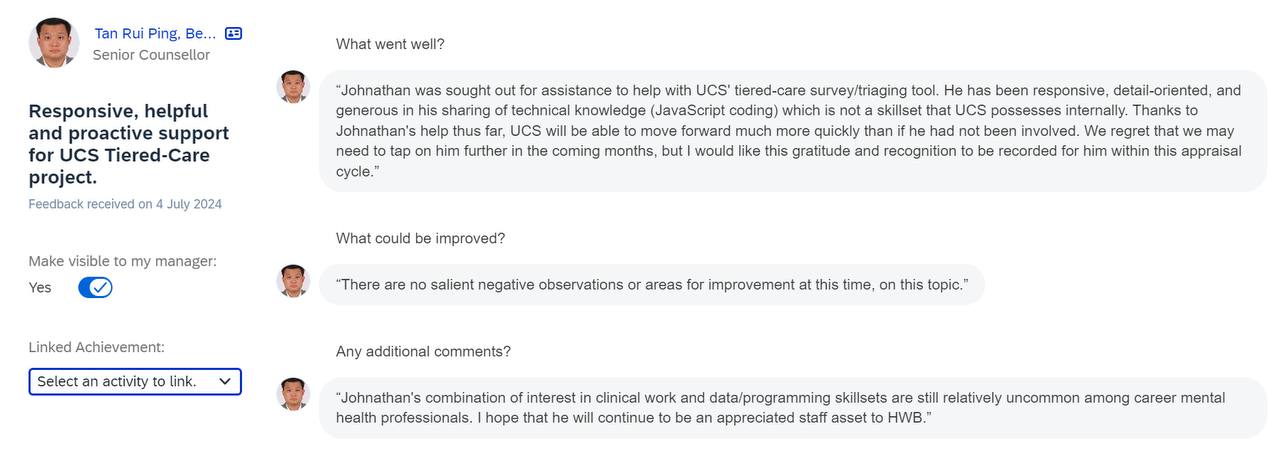 Tan Rui Ping, Be...
Senior Counsellor
Responsive, helpful
and proactive support
for UCS Tiered-Care
project.
Feedback received on 4 July 2024
Make visible to my manager:
Yes
Linked Achievement:
Select an activity to link.
What went well?
“Johnathan was sought out for assistance to help with UCS' tiered-care survey/triaging tool. He has been responsive, detail-oriented, and
generous in his sharing of technical knowledge (JavaScript coding) which is not a skillset that UCS possesses internally. Thanks to
Johnathan's help thus far, UCS will be able to move forward much more quickly than if he had not been involved. We regret that we may
need to tap on him further in the coming months, but I would like this gratitude and recognition to be recorded for him within this appraisal
cycle.”
What could be improved?
“There are no salient negative observations or areas for improvement at this time, on this topic.”
Any additional comments?
“Johnathan's combination of interest in clinical work and data/programming skillsets are still relatively uncommon among career mental
health professionals. I hope that he will continue to be an appreciated staff asset to HWB.”